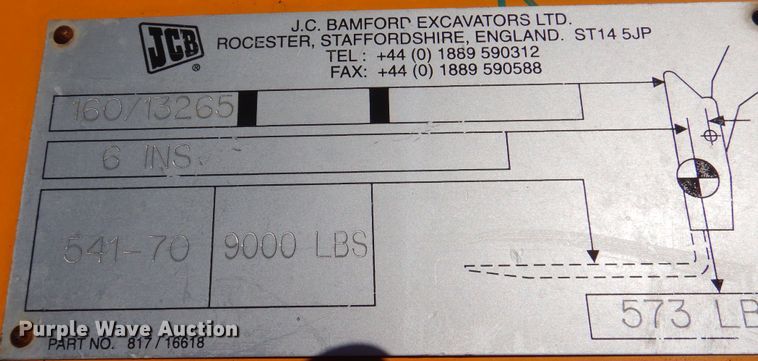 JCB
®
J.C. BAMFORD EXCAVATORS LTD.
ROCESTER, STAFFORDSHIRE, ENGLAND. ST14 5JP
TEL : +44 (0) 1889 590312
FAX: +44 (0) 1889 590588
160/13265
6 INS.
541-70 9000 LBS
573 LB
Purple Wave Auction
PART NO. 817/16618